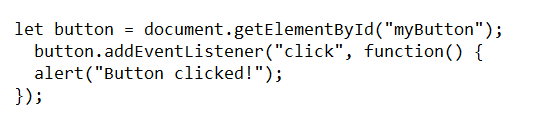 let button = document.getElementById("myButton");
  button.addEventListener("click", function() {
  alert("Button clicked!");
});